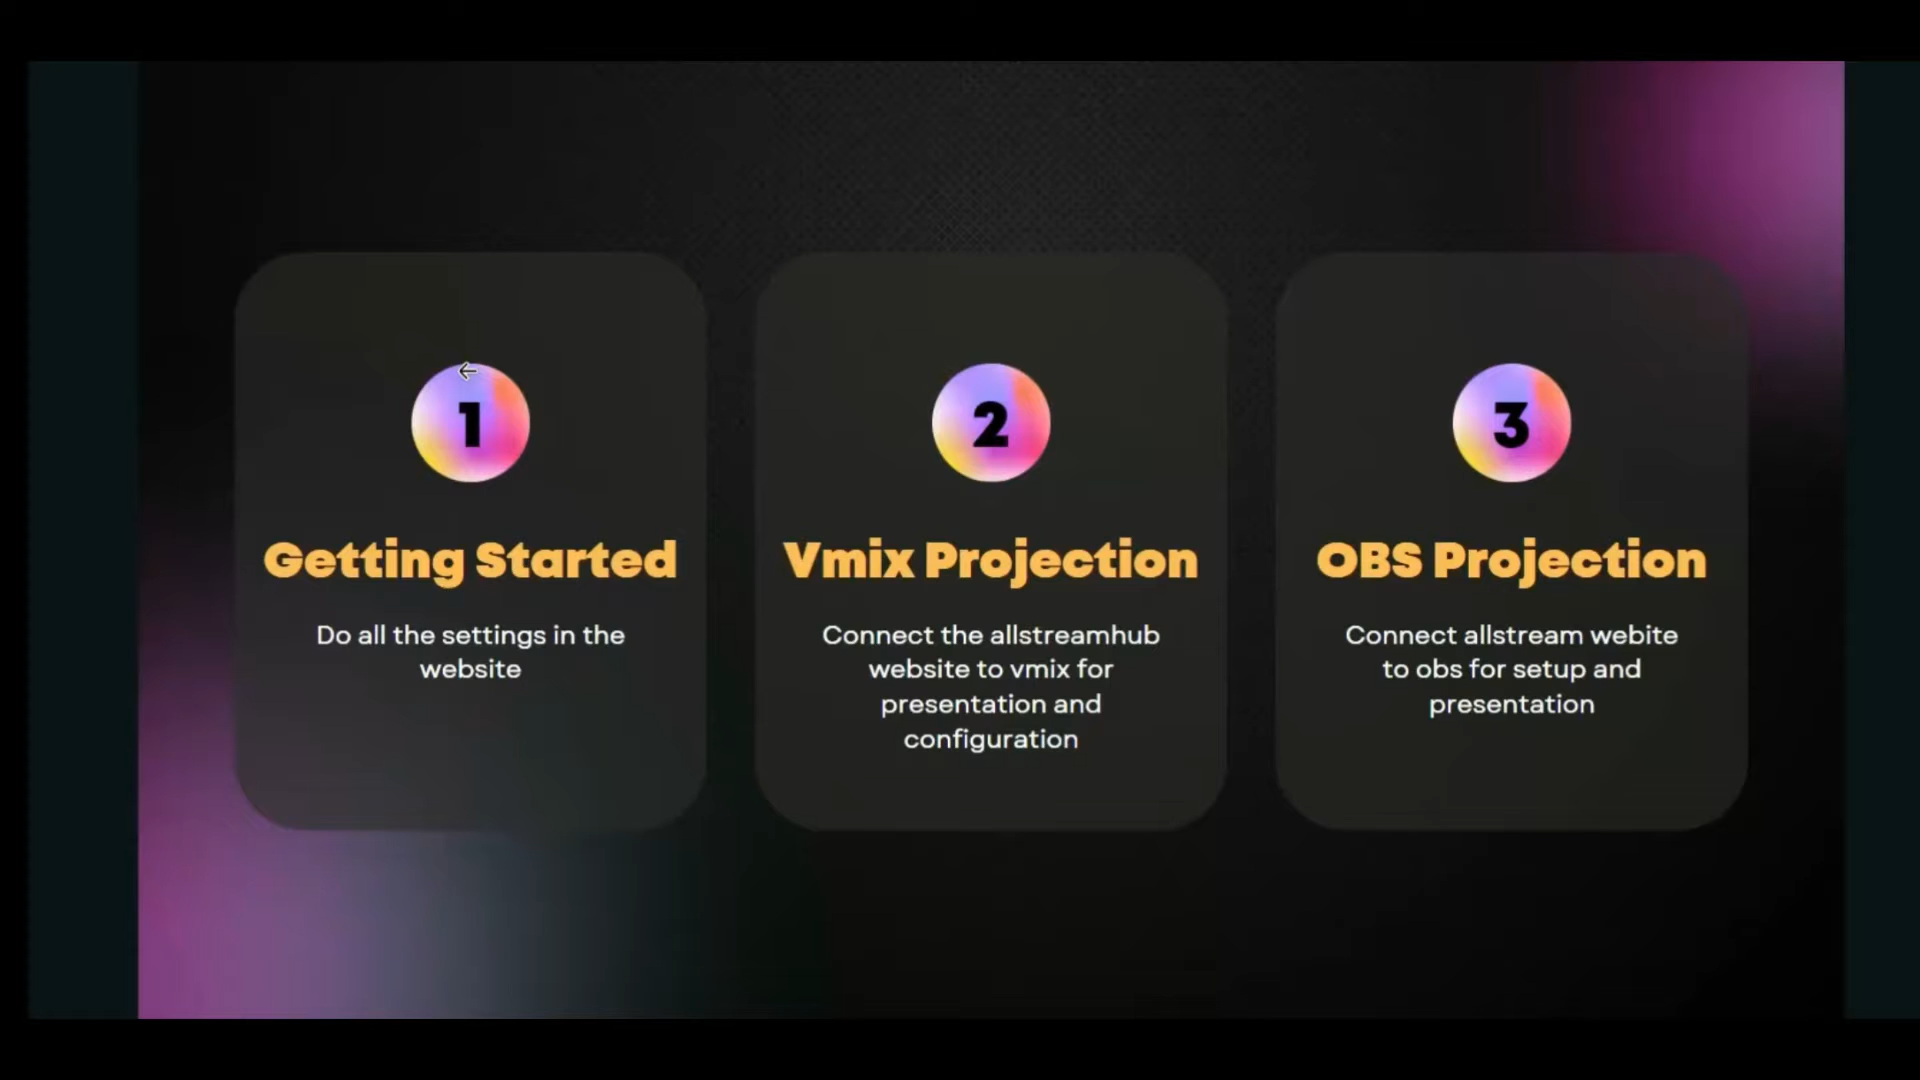 1
Getting Started
Do all the settings in the
website
2
Vmix Projection
Connect the allstreamhub
website to vmix for
presentation and
configuration
3
OBS Projection
Connect allstream webite
to obs for setup and
presentation